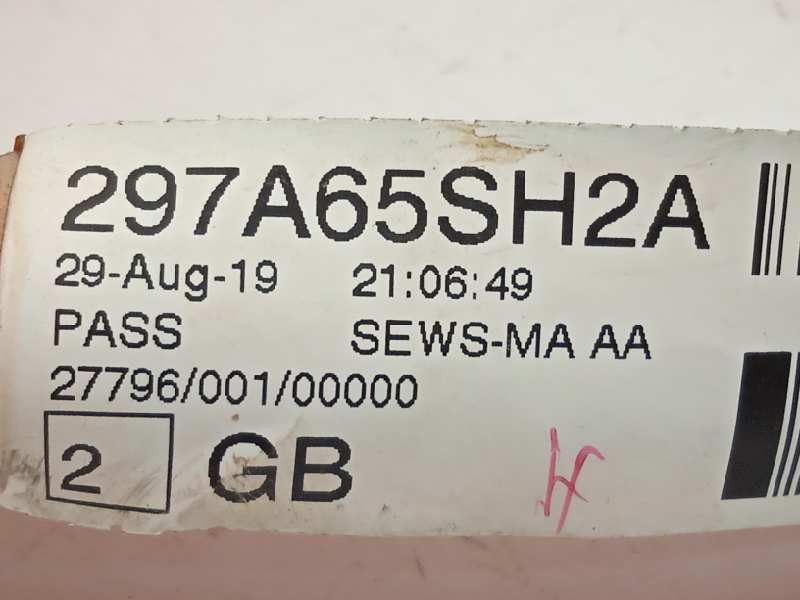 297A65SH2A
29-Aug-19 21:06:49
PASS SEWS-MA AA
27796/001/00000
2 GB